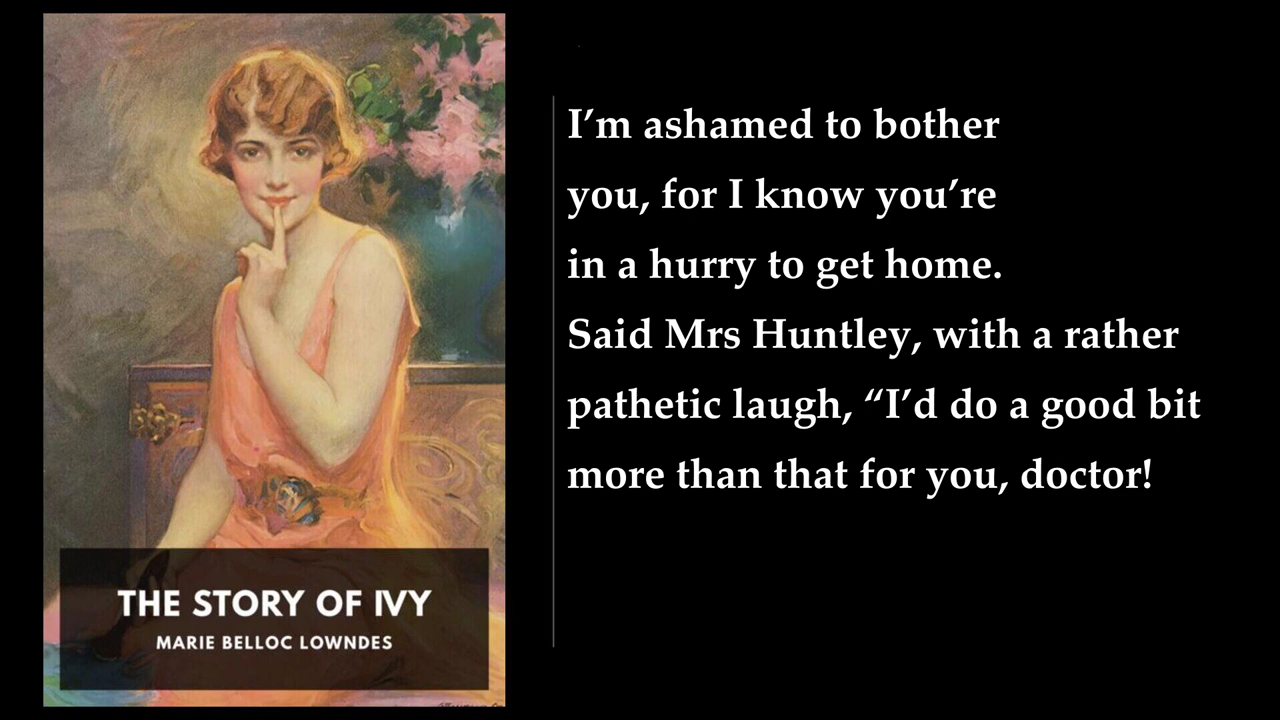 THE STORY OF IVY
MARIE BELLOC LOWNDES
I’m ashamed to bother
you, for I know you’re
in a hurry to get home.
Said Mrs Huntley, with a rather
pathetic laugh, “I’d do a good bit
more than that for you, doctor!